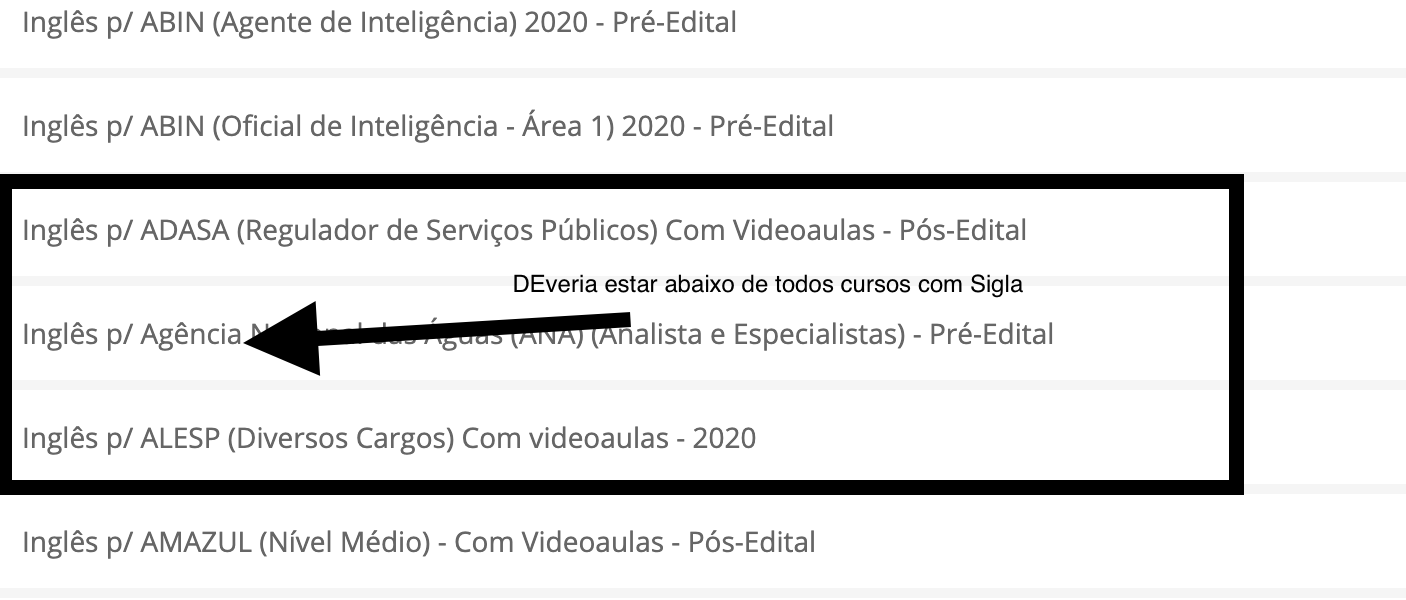 Inglês p/ ABIN (Agente de Inteligência) 2020 - Pré-Edital
Inglês p/ ABIN (Oficial de Inteligência - Área 1) 2020 - Pré-Edital
Inglês p/ ADASA (Regulador de Serviços Públicos) Com Videoaulas - Pós-Edital
DEveria estar abaixo de todos cursos com Sigla
Inglês p/ Agência Nacional das Águas (ANA) (Analista e Especialistas) - Pré-Edital
Inglês p/ ALESP (Diversos Cargos) Com videoaulas - 2020
Inglês p/ AMAZUL (Nível Médio) - Com Videoaulas - Pós-Edital